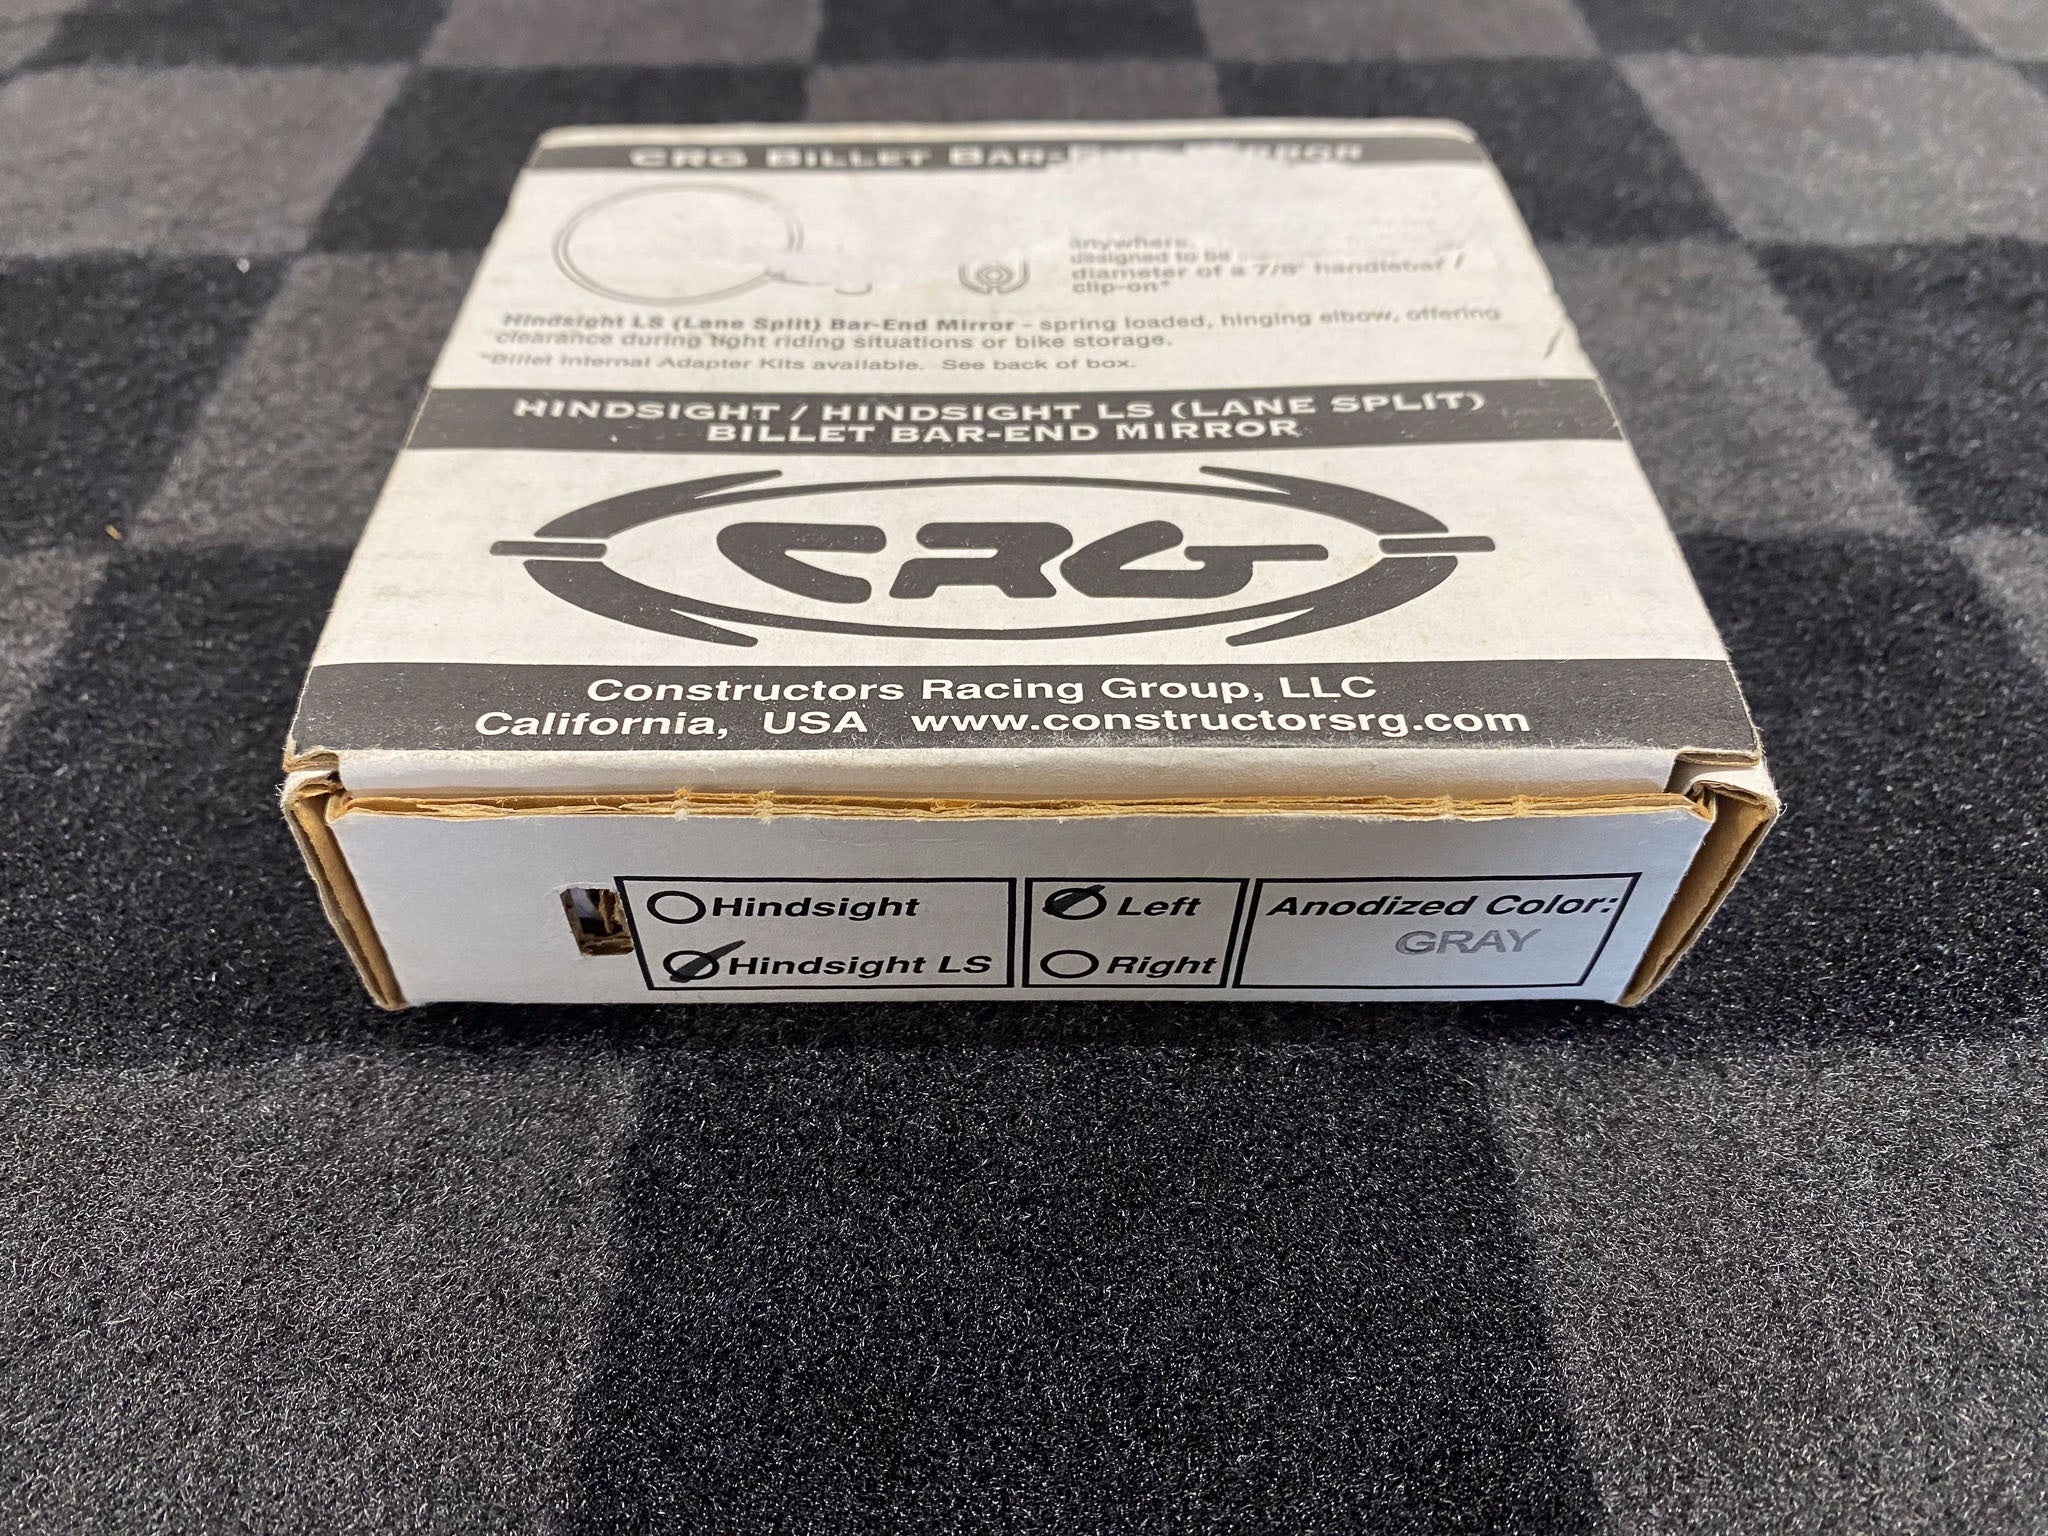 CRG BILLET BAR-
anywhere.
designed to be
diameter of a 7/8" handlebar /
clip-on*
Hindsight LS (Lane Split) Bar-End Mirror - spring loaded, hinging elbow, offering
clearance during tight riding situations or bike storage.
*Billet Internal Adapter Kits available. See back of box.
HINDSIGHT / HINDSIGHT LS (LANE SPLIT)
BILLET BAR-END MIRROR
CRG
Constructors Racing Group, LLC
California, USA www.constructorsrg.com
Hindsight
Hindsight LS
Left
Right
Anodized Color:
GRAY